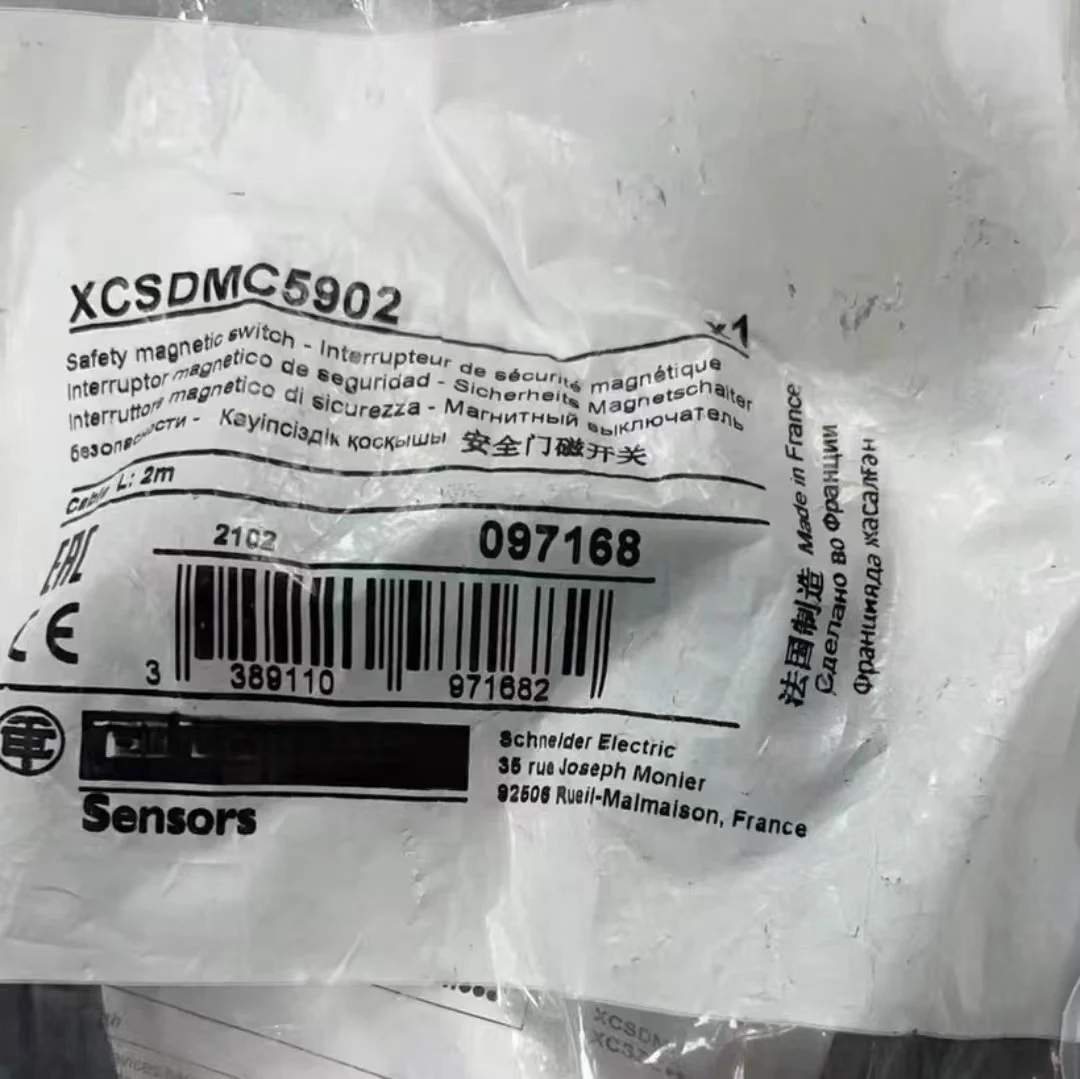 XCSDMC5902
x1
Safety magnetic switch - Interrupteur de sécurité magnétique
Interruptor magnetico de seguridad - Sicherheits Magnetschalter
Interruttore magnetico di sicurezza - Магнитный выключатель
безопасности - Қауіпсіздік қосқышы 安全门磁开关
Cable L: 2m
EAC
CE
2102
097168
3 389110 971682
法国制造 Made in France
Сделано во Франции
Францияда жасалған
Sensors
Schneider Electric
35 rue Joseph Monier
92506 Rueil-Malmaison, France
XCSDM